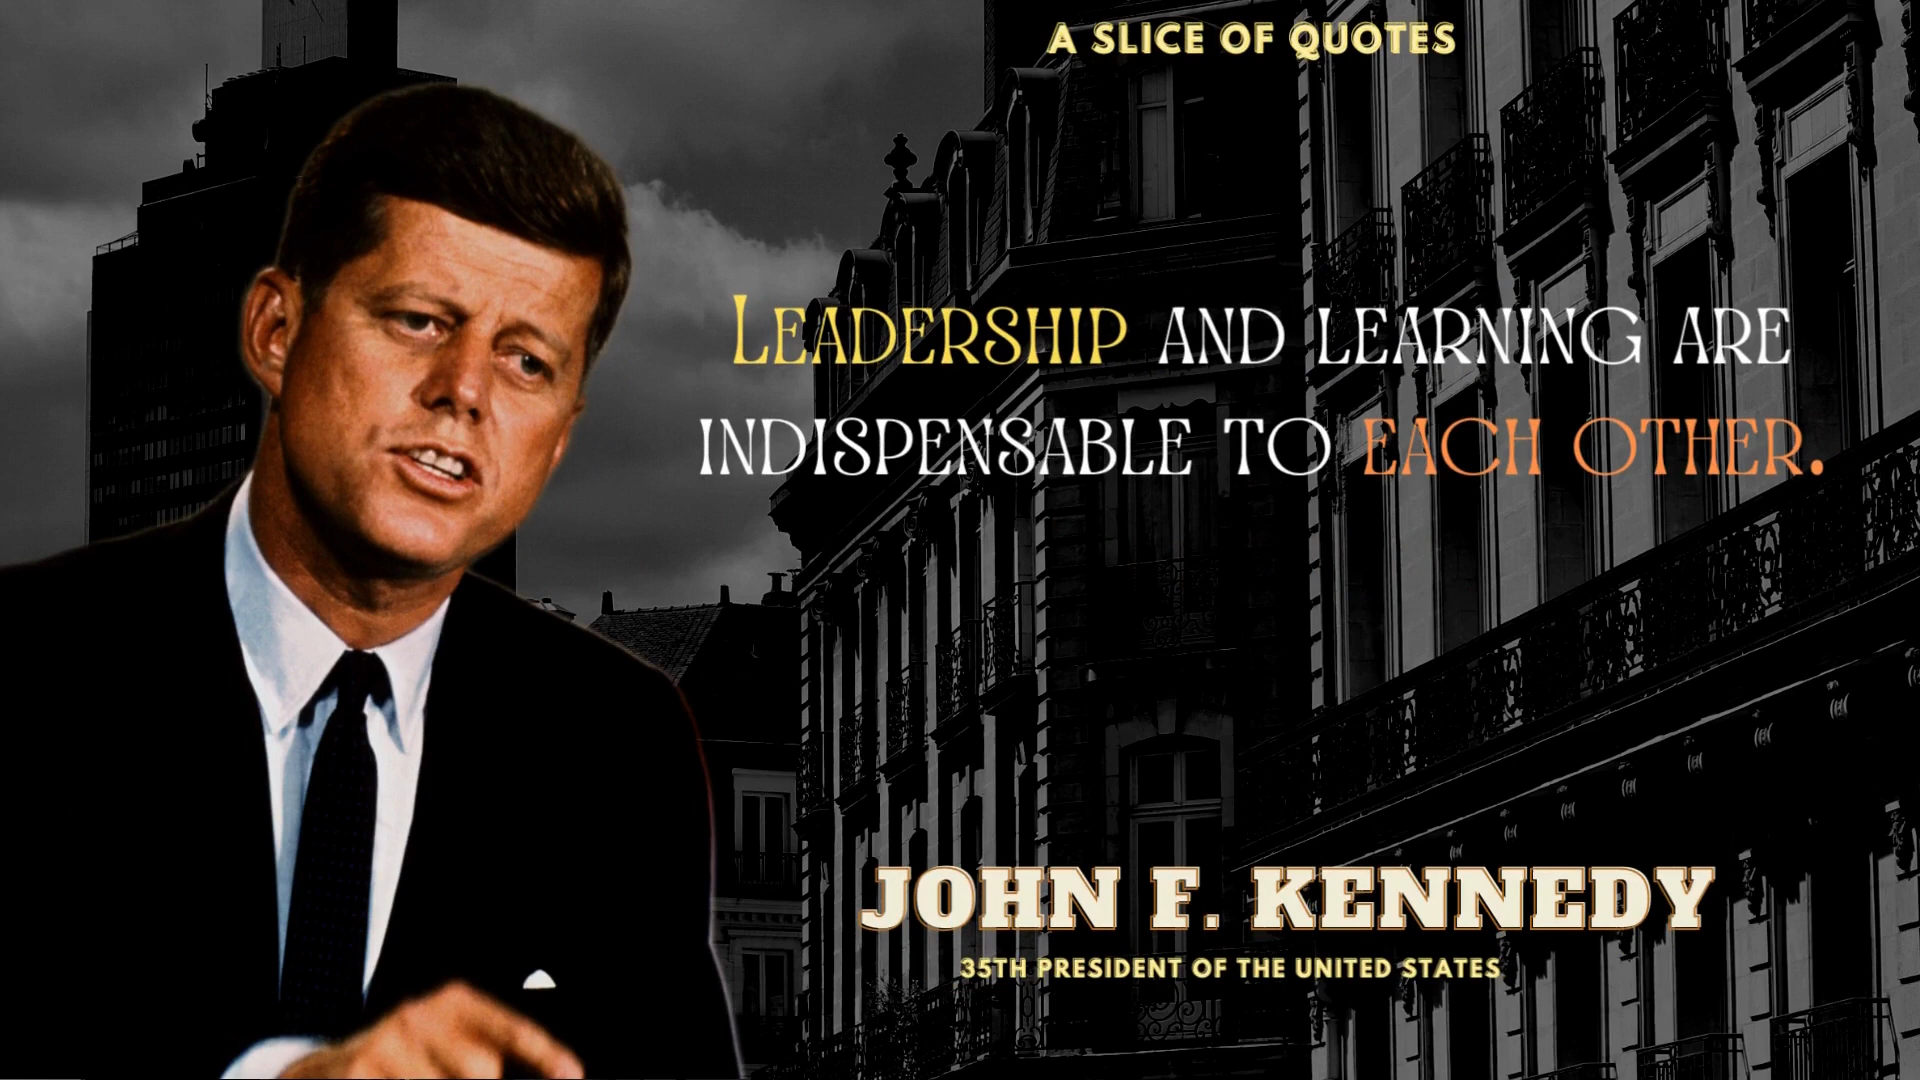 A SLICE OF QUOTES
LEADERSHIP AND LEARNING ARE
INDISPENSABLE TO EACH OTHER.
JOHN F. KENNEDY
35TH PRESIDENT OF THE UNITED STATES